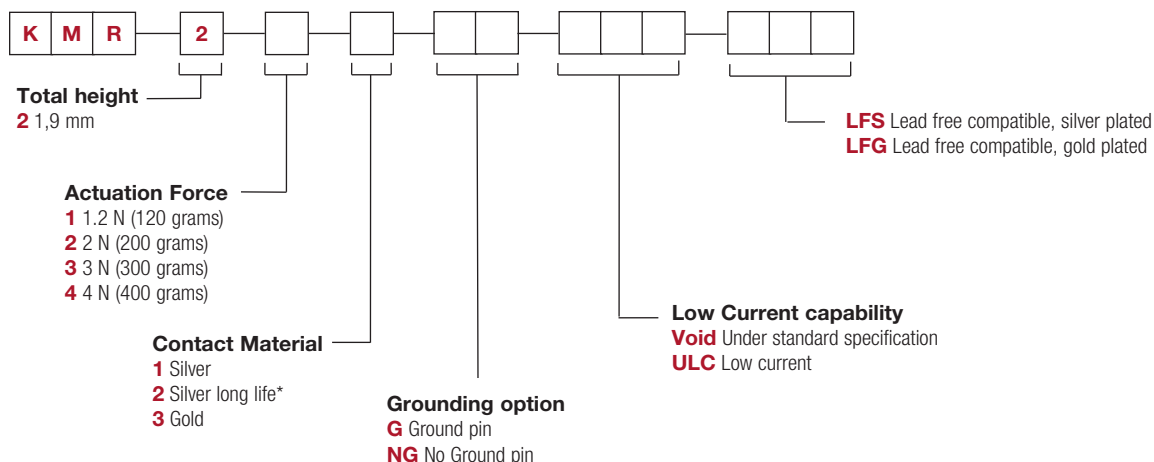 K M R 2
Total height
2 1,9 mm
LFS Lead free compatible, silver plated
LFG Lead free compatible, gold plated
Actuation Force
1 1.2 N (120 grams)
2 2 N (200 grams)
3 3 N (300 grams)
4 4 N (400 grams)
Low Current capability
Void Under standard specification
ULC Low current
Contact Material
1 Silver
2 Silver long life*
3 Gold
Grounding option
G Ground pin
NG No Ground pin